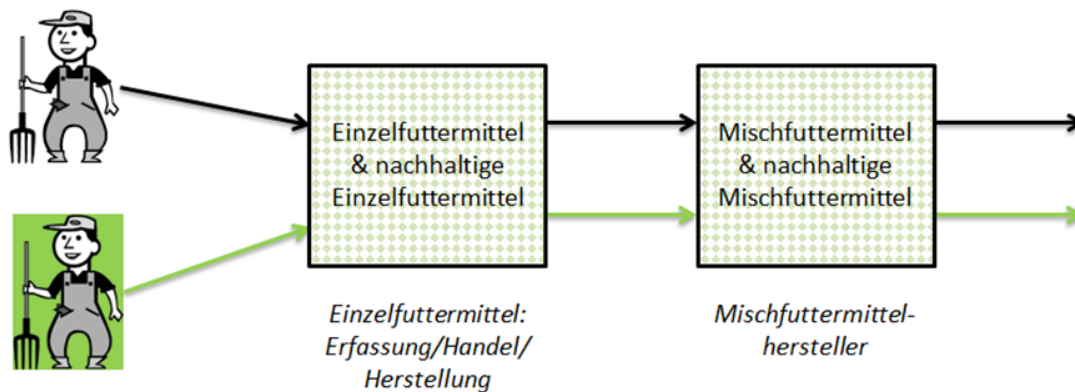 Einzelfuttermittel
& nachhaltige
Einzelfuttermittel
Mischfuttermittel
& nachhaltige
Mischfuttermittel
Einzelfuttermittel:
Erfassung/Handel/
Herstellung
Mischfuttermittel-
hersteller